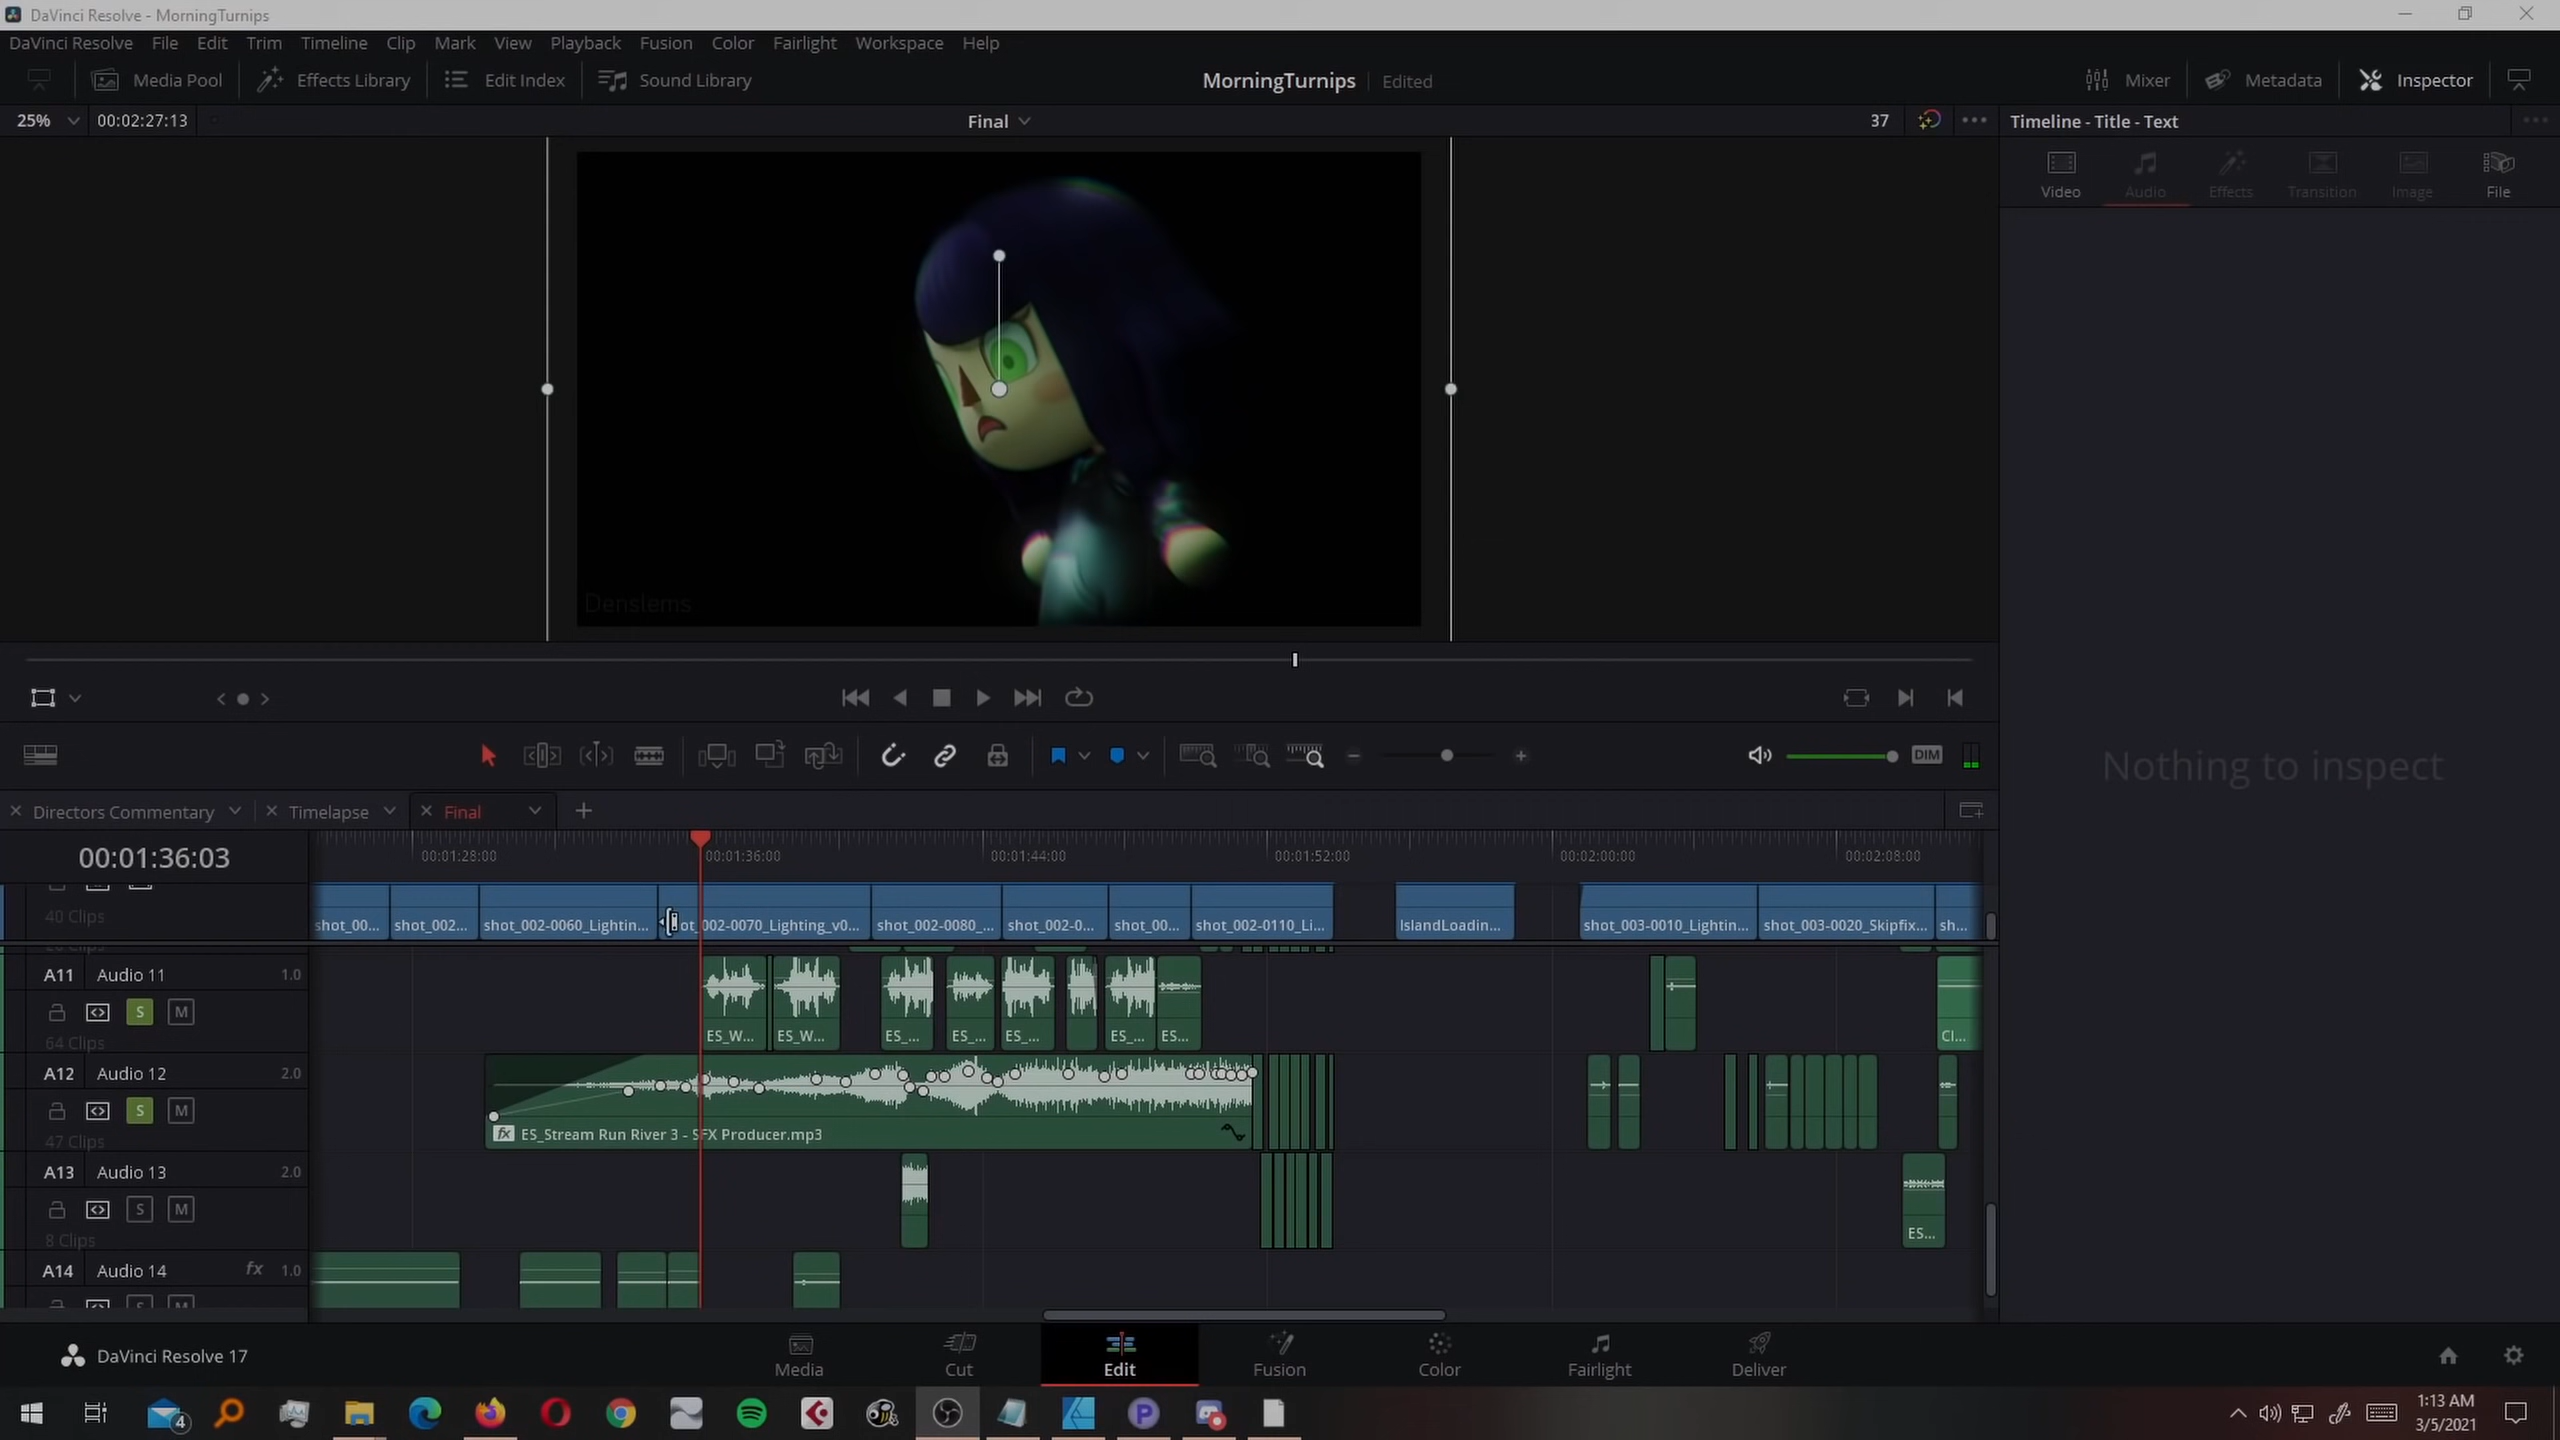 DaVinci Resolve - MorningTurnips
DaVinci Resolve File Edit Trim Timeline Clip Mark View Playback Fusion Color Fairlight Workspace Help
Media Pool Effects Library Edit Index Sound Library MorningTurnips Edited Mixer Metadata Inspector
25% 00:02:27:13 Final 37 Timeline - Title - Text
Video Audio Effects Transition Image File
Denslems
DIM
Nothing to inspect
Directors Commentary Timelapse Final
00:01:36:03 00:01:28:00 00:01:36:00 00:01:44:00 00:01:52:00 00:02:00:00 00:02:08:00
40 Clips
shot_00... shot_002... shot_002-0060_Lightin... ot_002-0070_Lighting_v0... shot_002-0080_... shot_002-0... shot_00... shot_002-0110_Li... IslandLoadin... shot_003-0010_Lightin... shot_003-0020_Skipfix... sh...
A11 Audio 11 1.0
S M
64 Clips
ES_W... ES_W... ES_... ES_... ES_... ES_... ES... Cl...
A12 Audio 12 2.0
S M
47 Clips
fx ES_Stream Run River 3 - SFX Producer.mp3
A13 Audio 13 2.0
S M
8 Clips
ES...
A14 Audio 14 fx 1.0
S M
DaVinci Resolve 17 Media Cut Edit Fusion Color Fairlight Deliver
4
1:13 AM
3/5/2021